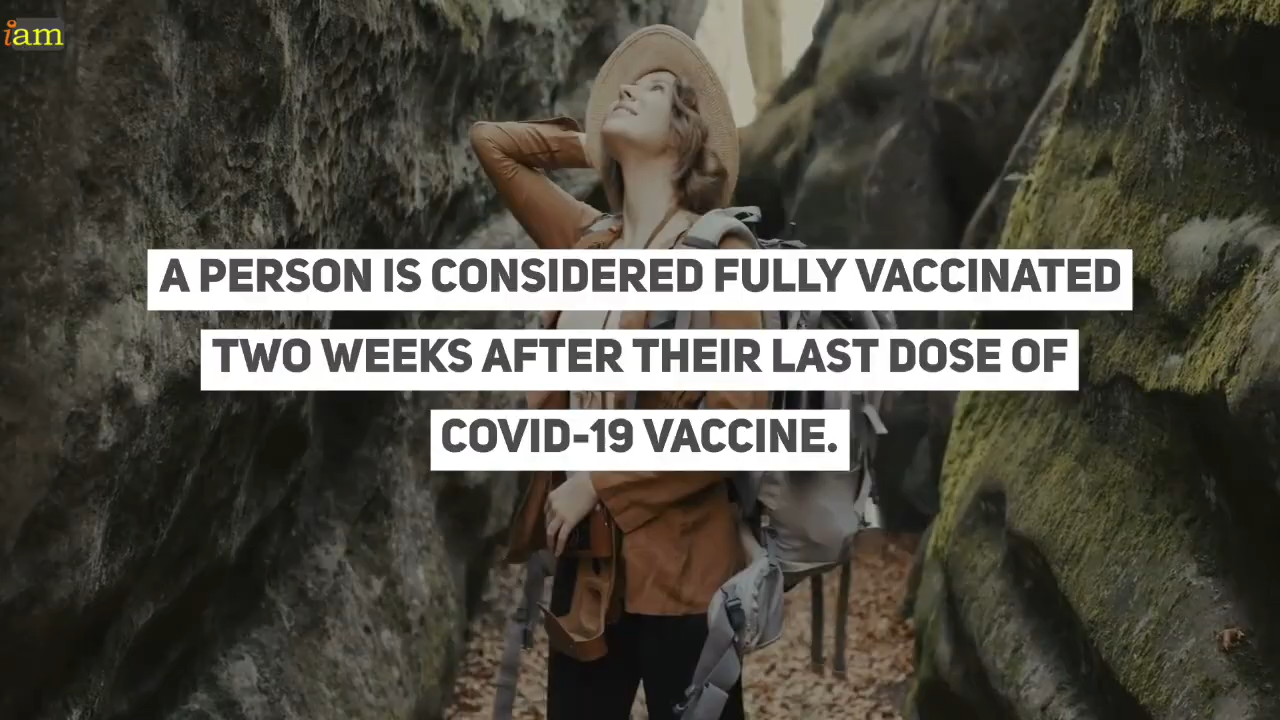 iam
A PERSON IS CONSIDERED FULLY VACCINATED
TWO WEEKS AFTER THEIR LAST DOSE OF
COVID-19 VACCINE.